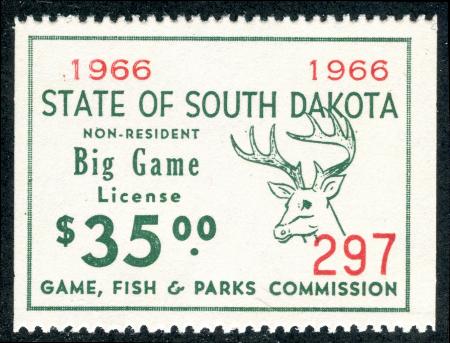 1966 1966
STATE OF SOUTH DAKOTA
NON-RESIDENT
Big Game
License
$35.00
297
GAME, FISH & PARKS COMMISSION